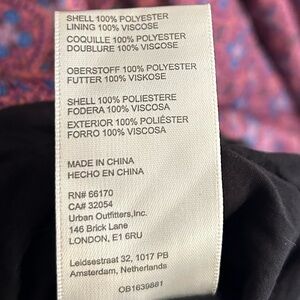 SHELL 100% POLYESTER
LINING 100% VISCOSE
COQUILLE 100% POLYESTER
DOUBLURE 100% VISCOSE
OBERSTOFF 100% POLYESTER
FUTTER 100% VISKOSE
SHELL 100% POLIESTERE
FODERA 100% VISCOSA
EXTERIOR 100% POLIÉSTER
FORRO 100% VISCOSA
MADE IN CHINA
HECHO EN CHINA
RN# 66170
CA# 32054
Urban Outfitters,Inc.
146 Brick Lane
LONDON, E1 6RU
Leidsestraat 32, 1017 PB
Amsterdam, Netherlands
OB1639881